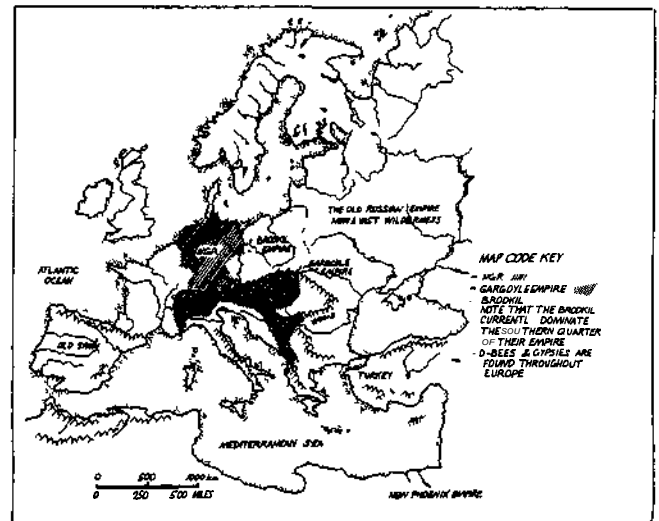 THE OLD RUSSIAN EMPIRE
NOW A VAST WILDERNESS
NGR
BRODKIL
EMPIRE
GARGOYLE
EMPIRE
ATLANTIC
OCEAN
OLD
TURKEY
MEDITERRANEAN SEA
NEW PHOENIX EMPIRE
0 500 1000 km
0 250 500 MILES
MAP CODE KEY
- NGR
- GARGOYLE EMPIRE
- BRODKIL
NOTE THAT THE BRODKIL
CURRENTL DOMINATE
THE SOUTHERN QUARTER
OF THEIR EMPIRE
- D-BEES & GYPSIES ARE
FOUND THROUGHOUT
EUROPE